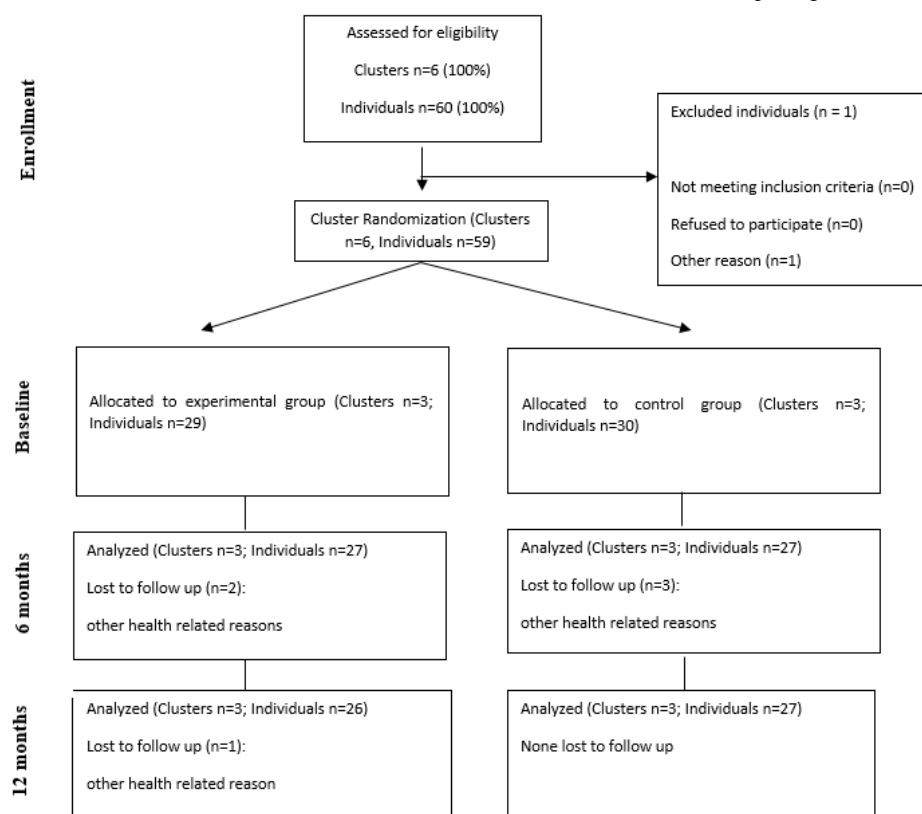 Assessed for eligibility
Clusters n=6 (100%)
Individuals n=60 (100%)
Enrollment
Excluded individuals (n = 1)
Not meeting inclusion criteria (n=0)
Refused to participate (n=0)
Other reason (n=1)
Cluster Randomization (Clusters
n=6, Individuals n=59)
Baseline
Allocated to experimental group (Clusters n=3;
Individuals n=29)
Allocated to control group (Clusters n=3;
Individuals n=30)
6 months
Analyzed (Clusters n=3; Individuals n=27)
Lost to follow up (n=2):
other health related reasons
Analyzed (Clusters n=3; Individuals n=27)
Lost to follow up (n=3):
other health related reasons
12 months
Analyzed (Clusters n=3; Individuals n=26)
Lost to follow up (n=1):
other health related reason
Analyzed (Clusters n=3; Individuals n=27)
None lost to follow up